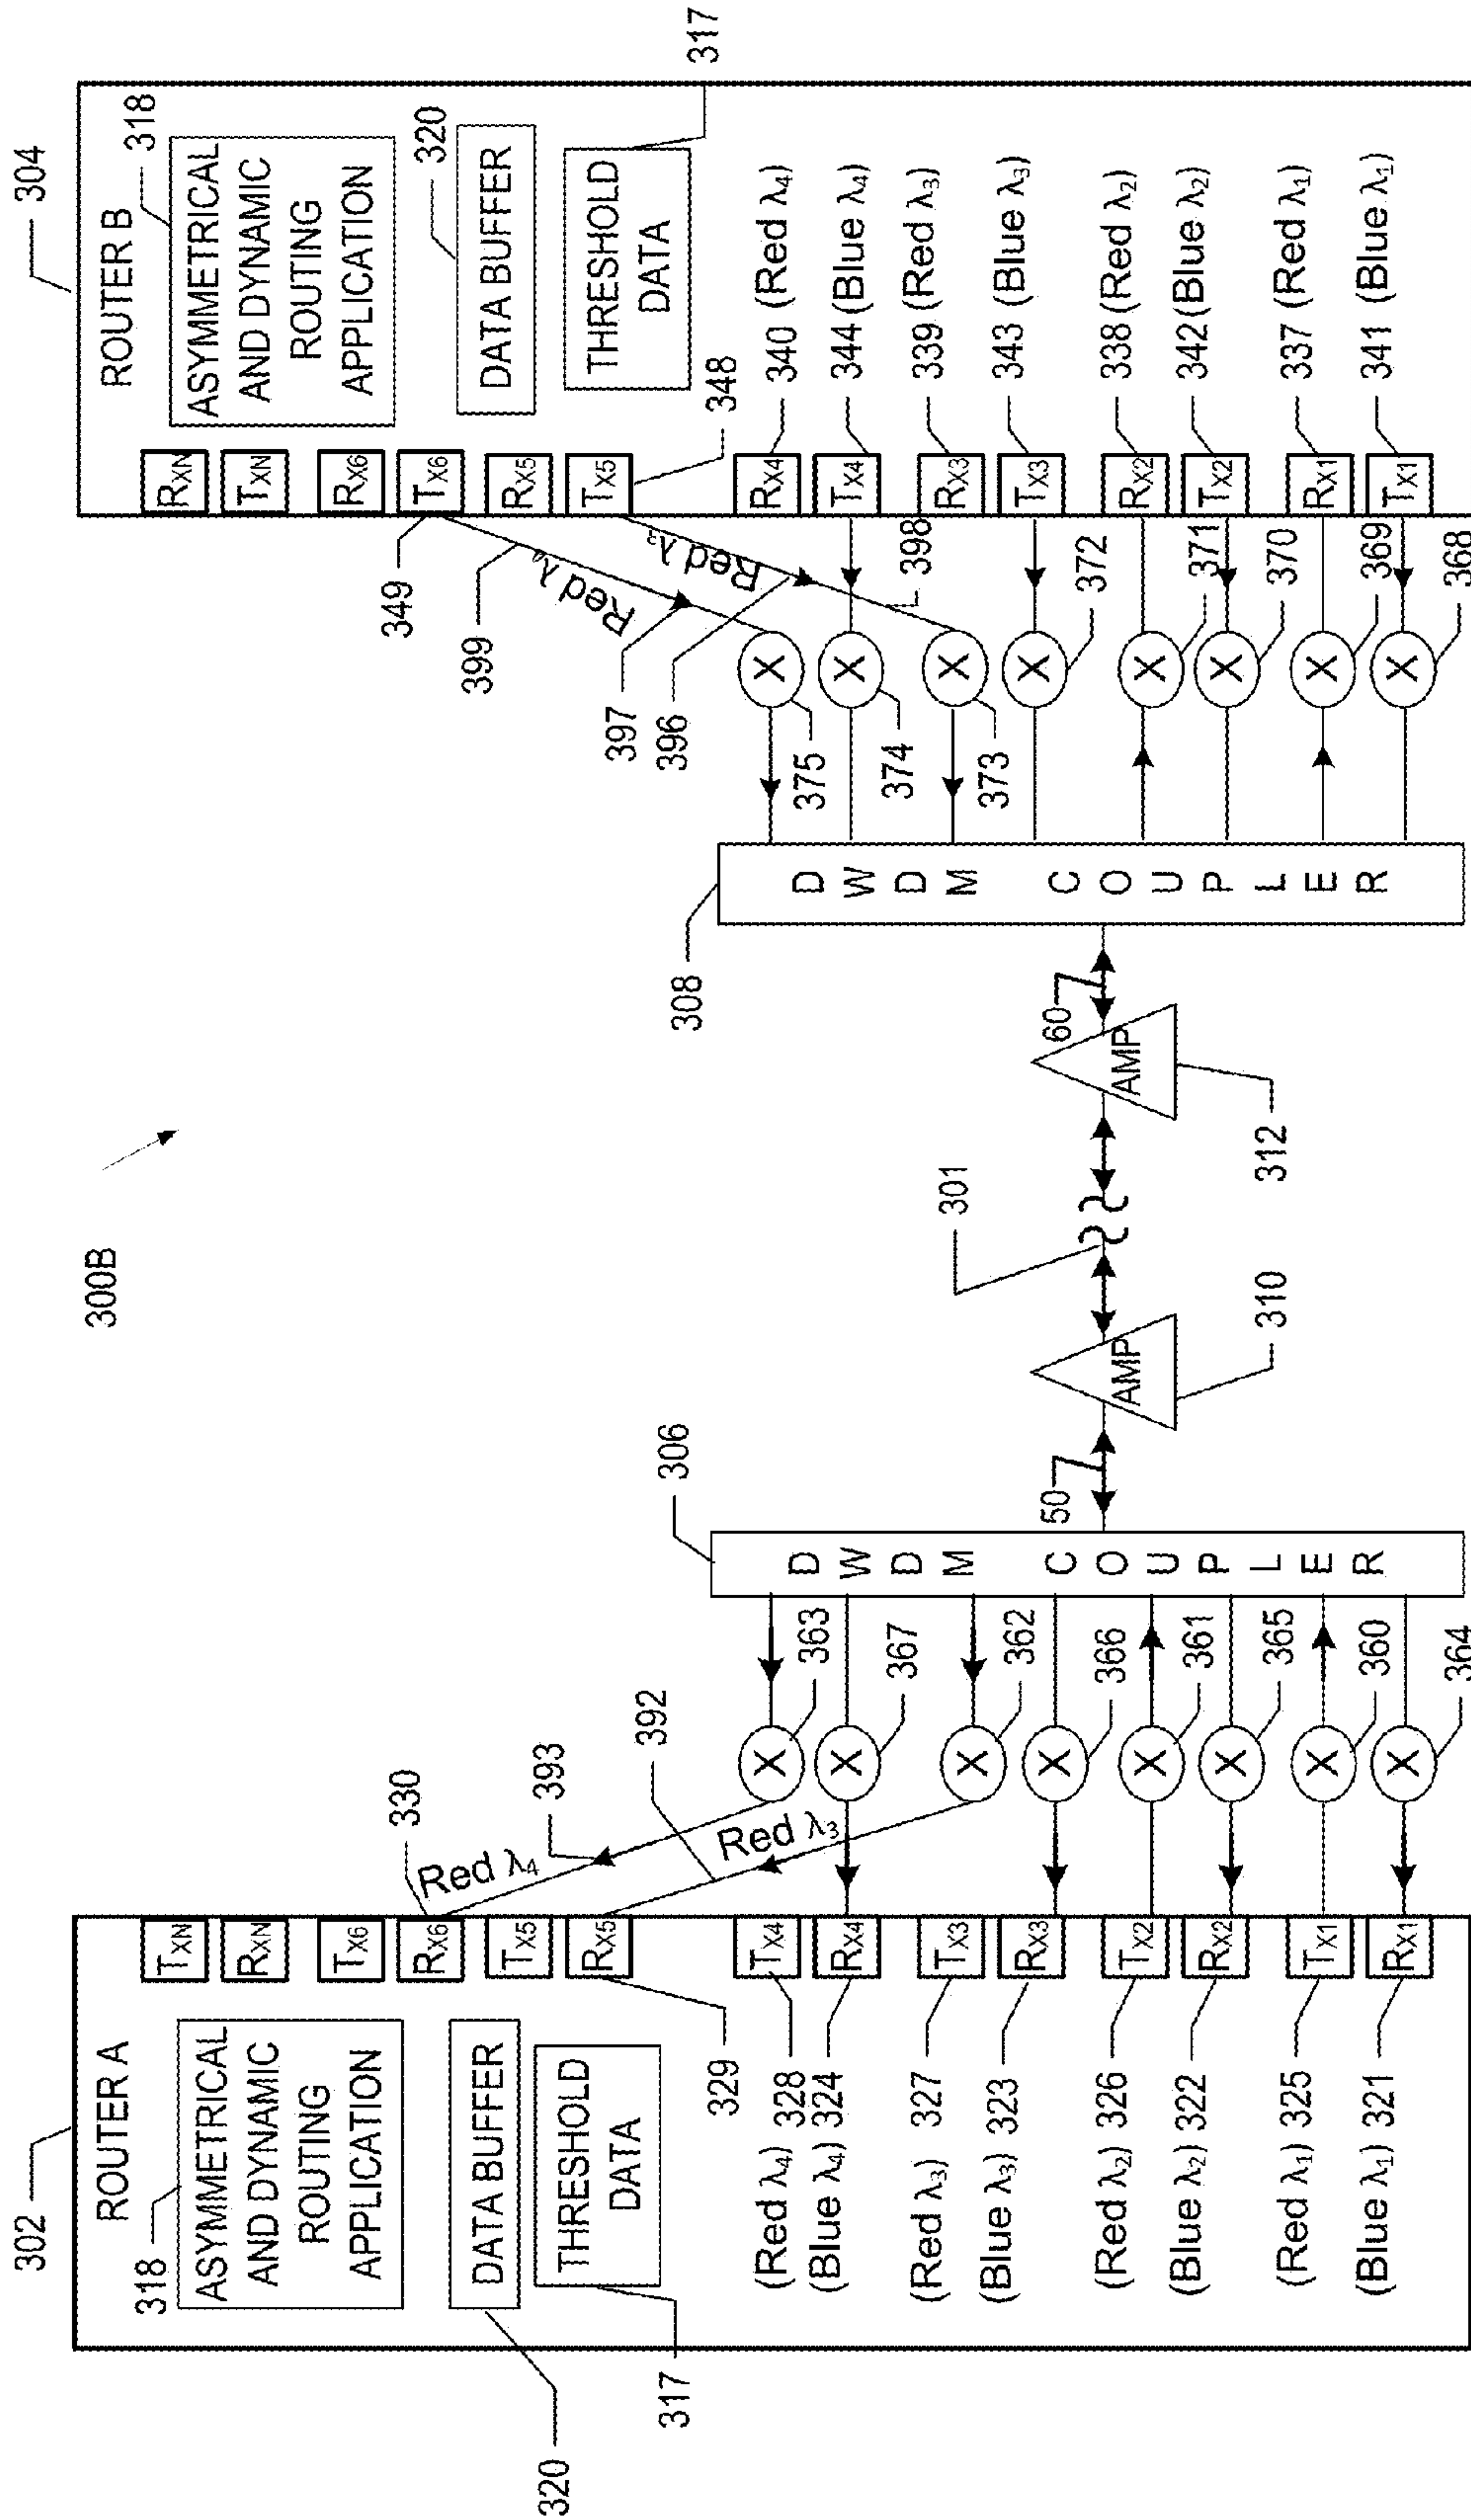 300B
302
ROUTER A
318
ASYMMETRICAL
AND DYNAMIC
ROUTING
APPLICATION
DATA BUFFER
320
THRESHOLD
DATA
317
TXN
RXN
TX6
RX6
330
TX5
RX5
329
(Red λ4) 328
TX4
(Blue λ4) 324
RX4
(Red λ3) 327
TX3
(Blue λ3) 323
RX3
(Red λ2) 326
TX2
(Blue λ2) 322
RX2
(Red λ1) 325
TX1
(Blue λ1) 321
RX1
Red λ4
393
Red λ3
392
X
363
X
367
X
362
X
366
X
361
X
365
X
360
X
364
306
DWDM COUPLER
50
AMP
310
301
AMP
312
60
308
DWDM COUPLER
X
375
X
374
X
373
X
372
X
371
X
370
X
369
X
368
349
399
397
396
Red
Red λ3
398
304
ROUTER B
318
ASYMMETRICAL
AND DYNAMIC
ROUTING
APPLICATION
320
DATA BUFFER
THRESHOLD
DATA
317
RXN
TXN
RX6
TX6
RX5
TX5
348
RX4
340 (Red λ4)
TX4
344 (Blue λ4)
RX3
339 (Red λ3)
TX3
343 (Blue λ3)
RX2
338 (Red λ2)
TX2
342 (Blue λ2)
RX1
337 (Red λ1)
TX1
341 (Blue λ1)